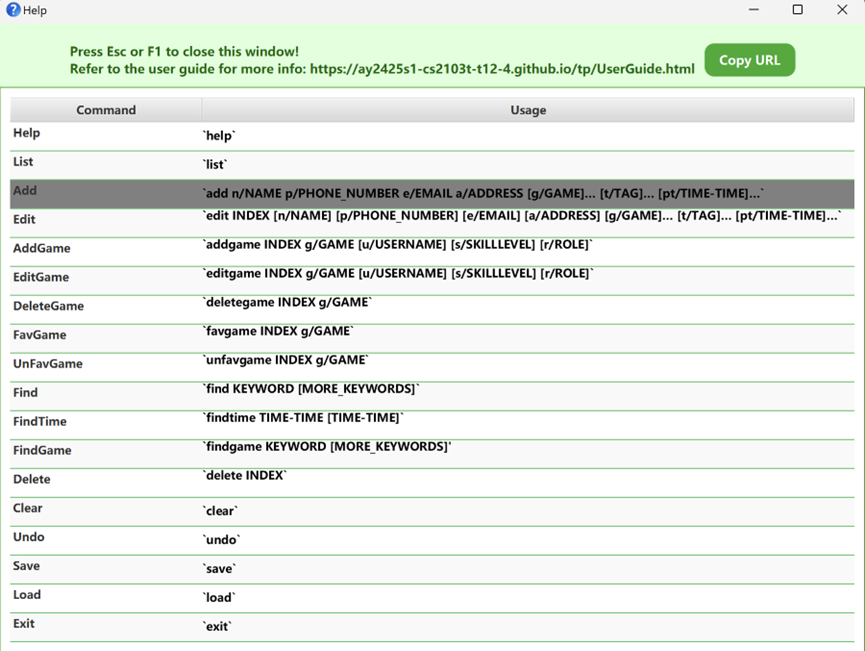 Help
Press Esc or F1 to close this window!
Refer to the user guide for more info: https://ay2425s1-cs2103t-t12-4.github.io/tp/UserGuide.html
Copy URL
Command Usage
Help `help`
List `list`
Add `add n/NAME p/PHONE_NUMBER e/EMAIL a/ADDRESS [g/GAME]... [t/TAG]... [pt/TIME-TIME]...`
Edit `edit INDEX [n/NAME] [p/PHONE_NUMBER] [e/EMAIL] [a/ADDRESS] [g/GAME]... [t/TAG]... [pt/TIME-TIME]...`
AddGame `addgame INDEX g/GAME [u/USERNAME] [s/SKILLLEVEL] [r/ROLE]`
EditGame `editgame INDEX g/GAME [u/USERNAME] [s/SKILLLEVEL] [r/ROLE]`
DeleteGame `deletegame INDEX g/GAME`
FavGame `favgame INDEX g/GAME`
UnFavGame `unfavgame INDEX g/GAME`
Find `find KEYWORD [MORE_KEYWORDS]`
FindTime `findtime TIME-TIME [TIME-TIME]`
FindGame `findgame KEYWORD [MORE_KEYWORDS]'
Delete `delete INDEX`
Clear `clear`
Undo `undo`
Save `save`
Load `load`
Exit `exit`